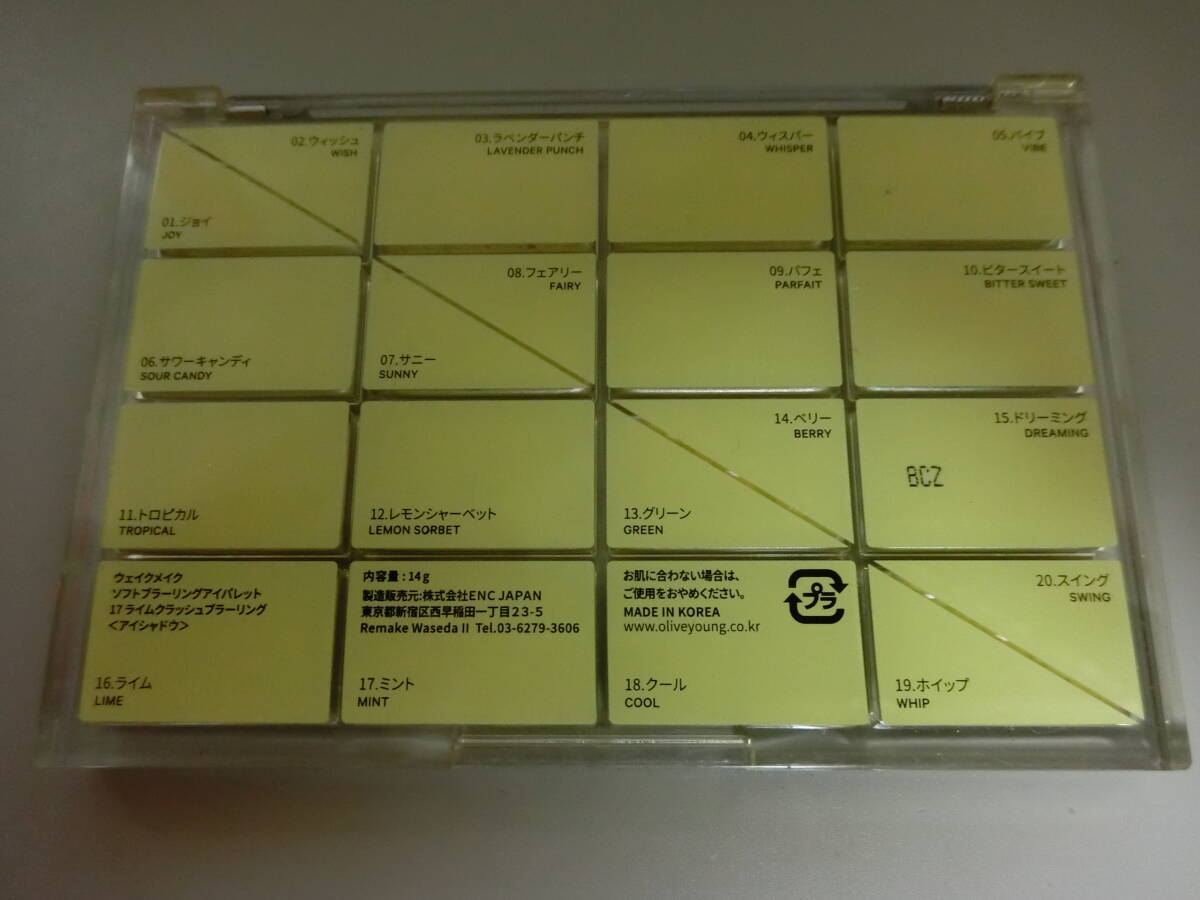 02.ウィッシュ
WISH
01.ジョイ
JOY
03.ラベンダーパンチ
LAVENDER PUNCH
04.ウィスパー
WHISPER
05.バイブ
VIBE
06.サワーキャンディ
SOUR CANDY
08.フェアリー
FAIRY
07.サニー
SUNNY
09.パフェ
PARFAIT
10.ビタースイート
BITTER SWEET
11.トロピカル
TROPICAL
12.レモンシャーベット
LEMON SORBET
14.ベリー
BERRY
13.グリーン
GREEN
15.ドリーミング
DREAMING
BCZ
ウェイクメイク
ソフトブラーリングアイパレット
17 ライムクラッシュブラーリング
<アイシャドウ>
16.ライム
LIME
内容量:14g
製造販売元:株式会社ENC JAPAN
東京都新宿区西早稲田一丁目23-5
Remake Waseda II Tel.03-6279-3606
17.ミント
MINT
お肌に合わない場合は、
ご使用をおやめください。
MADE IN KOREA
www.oliveyoung.co.kr
プラ
18.クール
COOL
20.スイング
SWING
19.ホイップ
WHIP